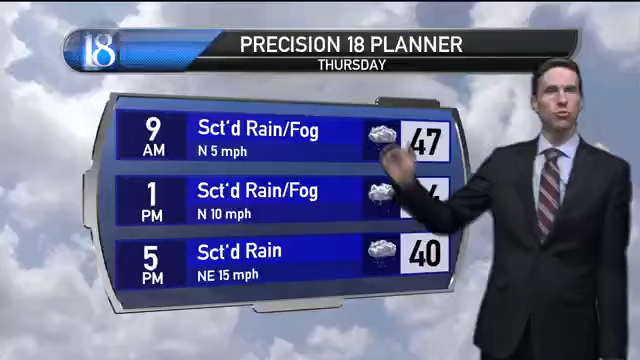 18
PRECISION 18 PLANNER
THURSDAY
9 AM
Sct'd Rain/Fog
N 5 mph
47
1 PM
Sct'd Rain/Fog
N 10 mph
5 PM
Sct'd Rain
NE 15 mph
40